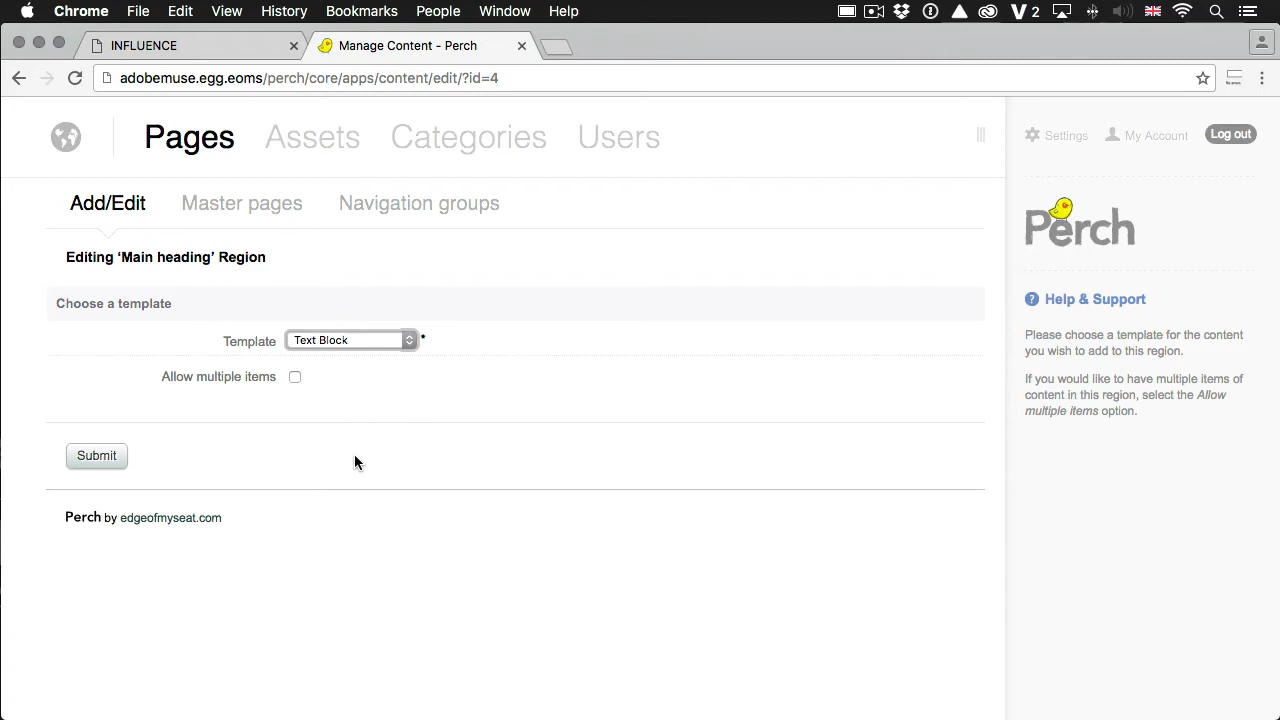 Chrome File Edit View History Bookmarks People Window Help 2
INFLUENCE Manage Content - Perch
adobemuse.egg.eoms/perch/core/apps/content/edit/?id=4
Pages Assets Categories Users Settings My Account Log out
Add/Edit Master pages Navigation groups
Perch
Editing ‘Main heading’ Region
Choose a template
Template Text Block *
Allow multiple items
Submit
Perch by edgeofmyseat.com
? Help & Support
Please choose a template for the content
you wish to add to this region.
If you would like to have multiple items of
content in this region, select the Allow
multiple items option.